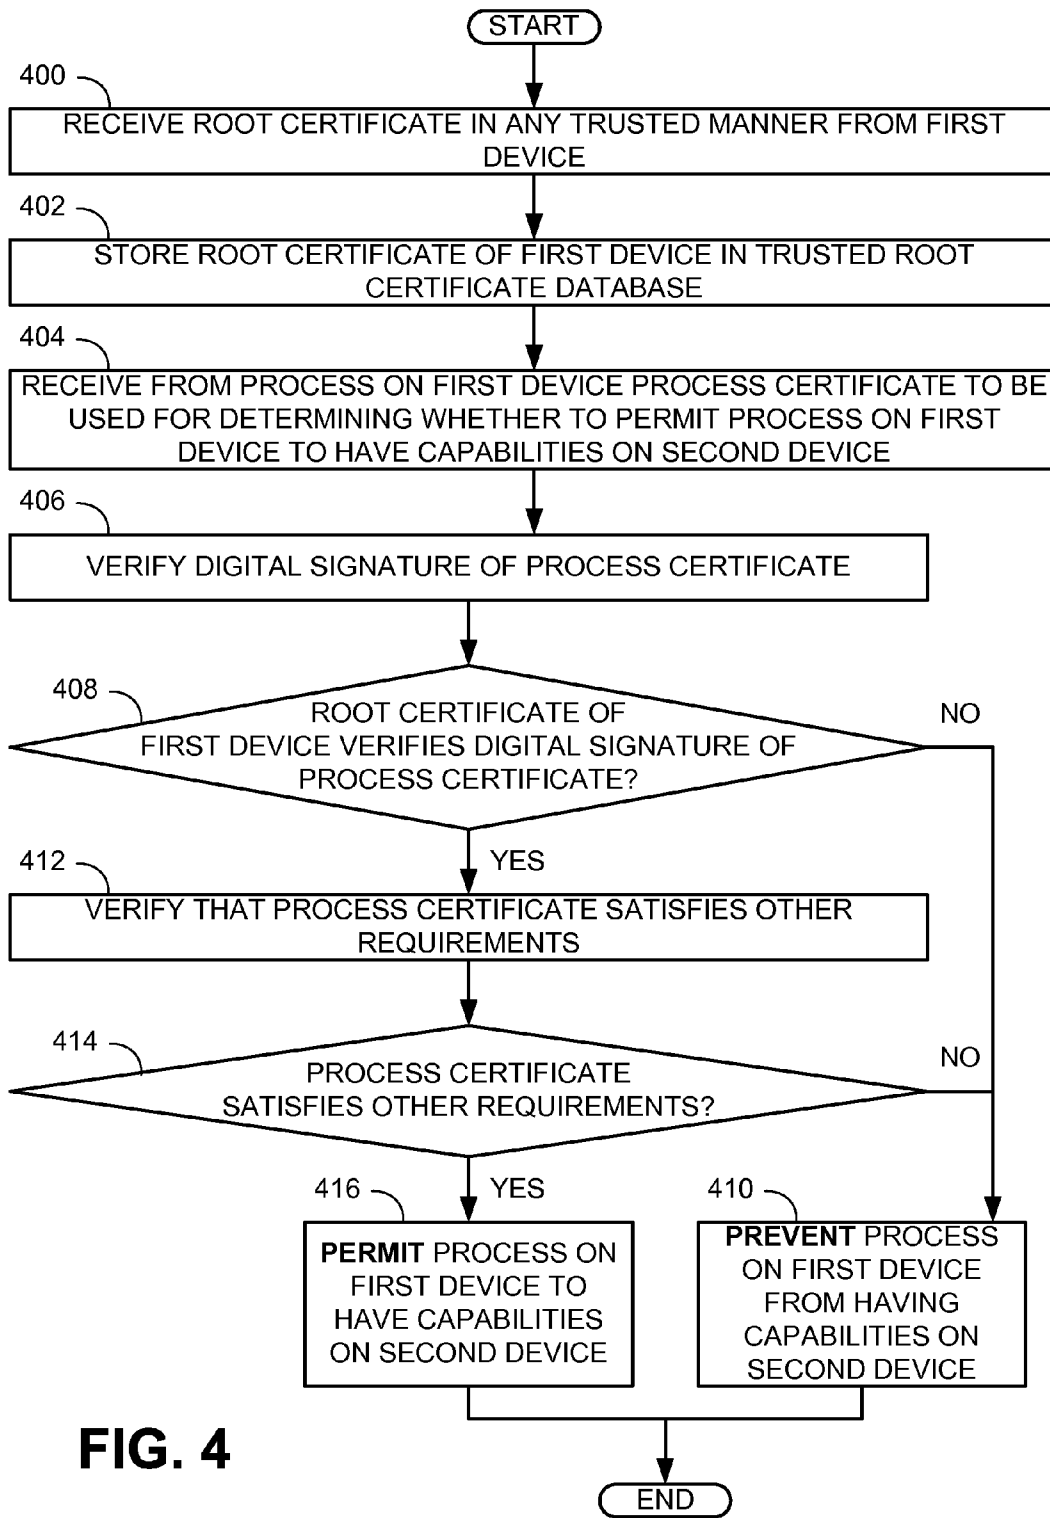 START
400
RECEIVE ROOT CERTIFICATE IN ANY TRUSTED MANNER FROM FIRST
DEVICE
402
STORE ROOT CERTIFICATE OF FIRST DEVICE IN TRUSTED ROOT
CERTIFICATE DATABASE
404
RECEIVE FROM PROCESS ON FIRST DEVICE PROCESS CERTIFICATE TO BE
USED FOR DETERMINING WHETHER TO PERMIT PROCESS ON FIRST
DEVICE TO HAVE CAPABILITIES ON SECOND DEVICE
406
VERIFY DIGITAL SIGNATURE OF PROCESS CERTIFICATE
408
ROOT CERTIFICATE OF
FIRST DEVICE VERIFIES DIGITAL SIGNATURE OF
PROCESS CERTIFICATE?
NO
YES
412
VERIFY THAT PROCESS CERTIFICATE SATISFIES OTHER
REQUIREMENTS
414
PROCESS CERTIFICATE
SATISFIES OTHER REQUIREMENTS?
NO
YES
416
PERMIT PROCESS ON
FIRST DEVICE TO
HAVE CAPABILITIES
ON SECOND DEVICE
410
PREVENT PROCESS
ON FIRST DEVICE
FROM HAVING
CAPABILITIES ON
SECOND DEVICE
FIG. 4
END